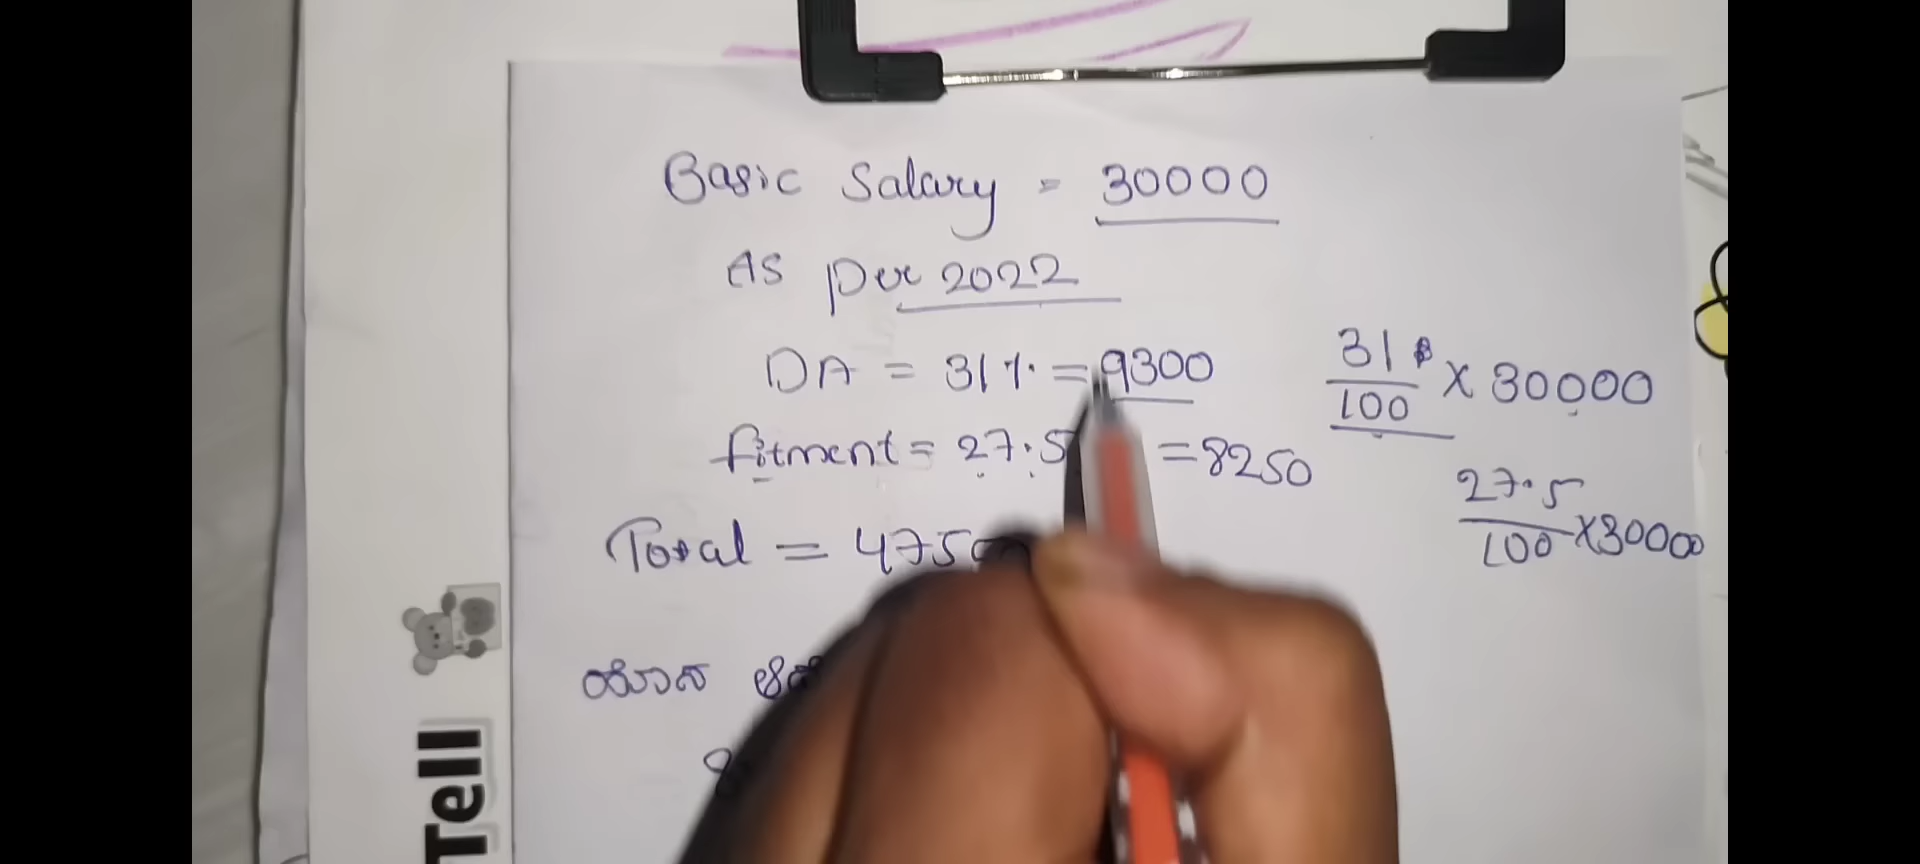 Basic Salary = 30000
As per 2022
DA = 31% = 9300
31/100 × 30000
fitment = 27.5 = 8250
27.5/100 × 30000
Total =
Tell